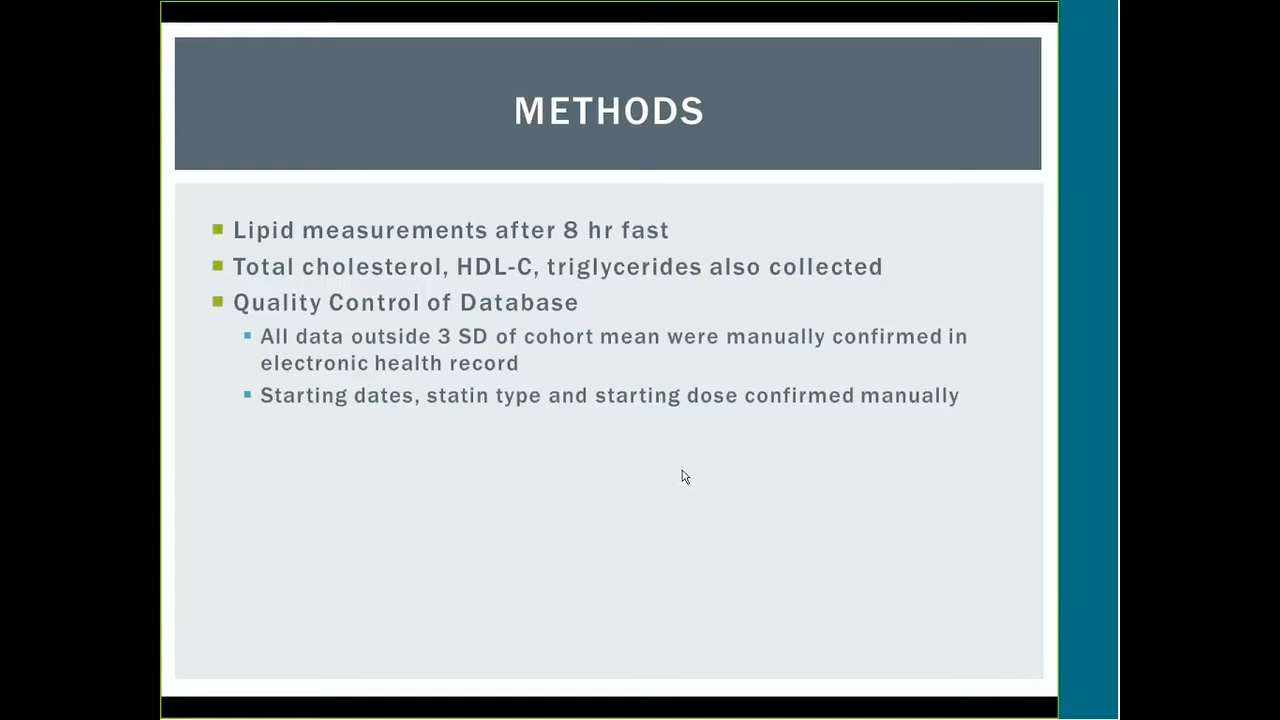 METHODS
Lipid measurements after 8 hr fast
Total cholesterol, HDL-C, triglycerides also collected
Quality Control of Database
All data outside 3 SD of cohort mean were manually confirmed in
electronic health record
Starting dates, statin type and starting dose confirmed manually